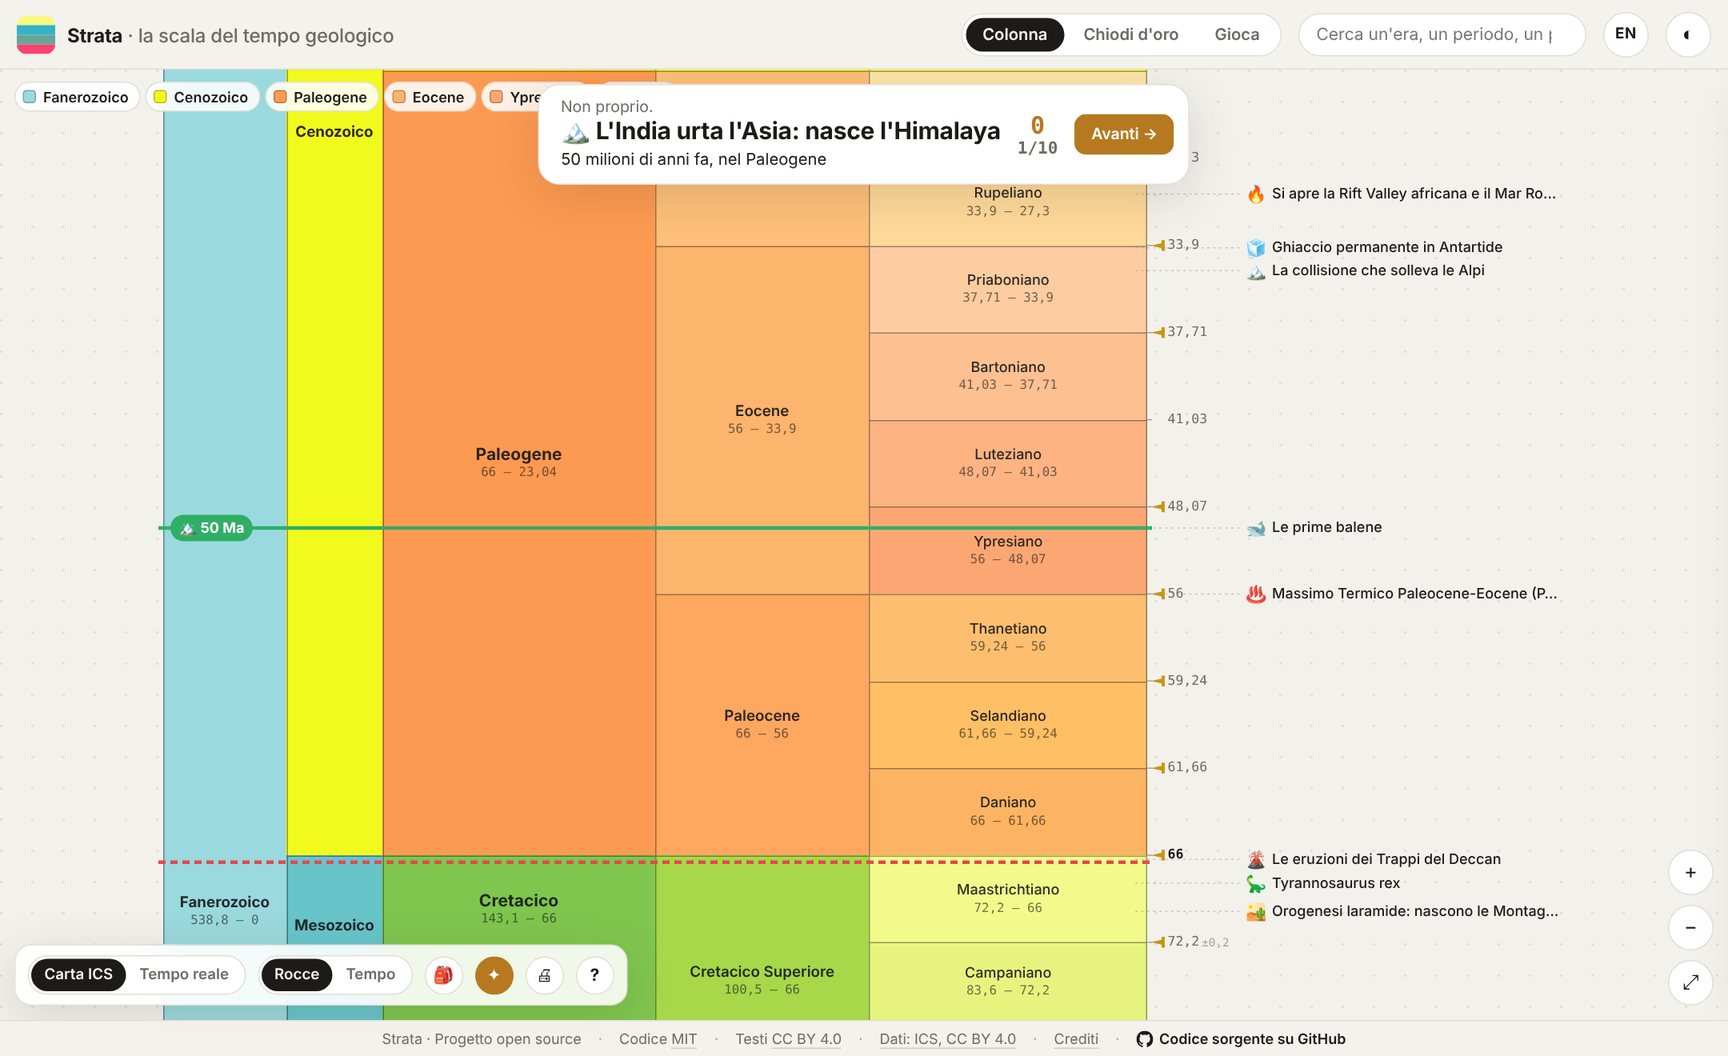 Strata · la scala del tempo geologico
Colonna
Chiodi d'oro
Gioca
Cerca un'era, un periodo, un
EN
Fanerozoico
Cenozoico
Paleogene
Eocene
Cenozoico
Non proprio.
L'India urta l'Asia: nasce l'Himalaya
50 milioni di anni fa, nel Paleogene
0
1/10
Avanti →
3
Si apre la Rift Valley africana e il Mar Ro...
Rupeliano
33,9 – 27,3
33,9
Ghiaccio permanente in Antartide
La collisione che solleva le Alpi
Priaboniano
37,71 – 33,9
37,71
Bartoniano
41,03 – 37,71
Eocene
56 – 33,9
41,03
Paleogene
66 – 23,04
Luteziano
48,07 – 41,03
48,07
50 Ma
Le prime balene
Ypresiano
56 – 48,07
56
Massimo Termico Paleocene-Eocene (P...
Thanetiano
59,24 – 56
59,24
Paleocene
66 – 56
Selandiano
61,66 – 59,24
61,66
Daniano
66 – 61,66
66
Le eruzioni dei Trappi del Deccan
Tyrannosaurus rex
Orogenesi laramide: nascono le Montag...
Fanerozoico
538,8 – 0
Mesozoico
Cretacico
143,1 – 66
Maastrichtiano
72,2 – 66
72,2 ±0,2
Cretacico Superiore
100,5 – 66
Campaniano
83,6 – 72,2
Carta ICS
Tempo reale
Rocce
Tempo
?
+
−
Strata · Progetto open source · Codice MIT · Testi CC BY 4.0 · Dati: ICS, CC BY 4.0 · Crediti · Codice sorgente su GitHub